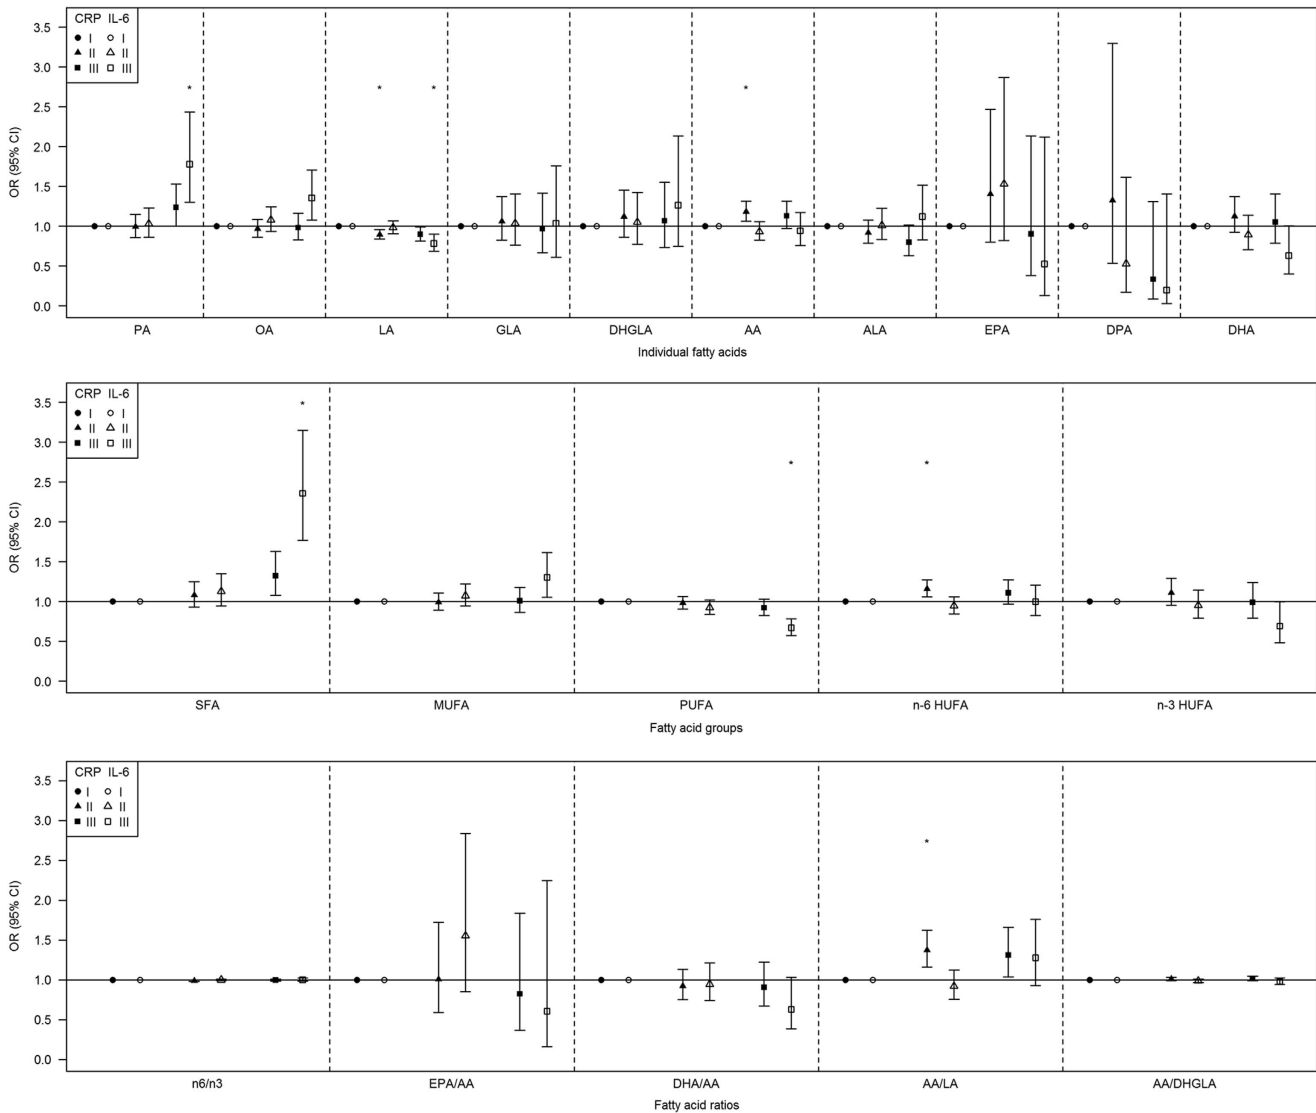 CRP IL-6
I I
II II
III III
OR (95% CI)
3.5
3.0
2.5
2.0
1.5
1.0
0.5
0.0
* * * *
PA OA LA GLA DHGLA AA ALA EPA DPA DHA
Individual fatty acids
CRP IL-6
I I
II II
III III
OR (95% CI)
3.5
3.0
2.5
2.0
1.5
1.0
0.5
0.0
*
* *
SFA MUFA PUFA n-6 HUFA n-3 HUFA
Fatty acid groups
CRP IL-6
I I
II II
III III
OR (95% CI)
3.5
3.0
2.5
2.0
1.5
1.0
0.5
0.0
*
n6/n3 EPA/AA DHA/AA AA/LA AA/DHGLA
Fatty acid ratios